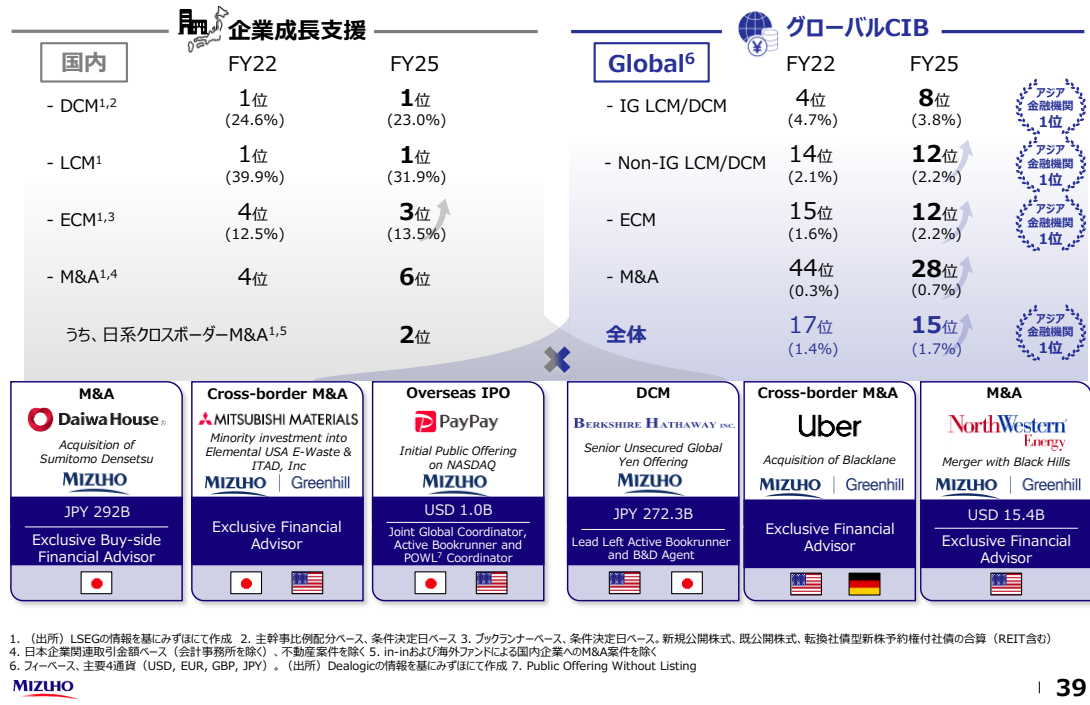 企業成長支援
国内 FY22 FY25
- DCM1,2 1位 1位
(24.6%) (23.0%)
- LCM1 1位 1位
(39.9%) (31.9%)
- ECM1,3 4位 3位
(12.5%) (13.5%)
- M&A1,4 4位 6位
うち、日系クロスボーダーM&A1,5 2位
グローバルCIB
Global6 FY22 FY25
- IG LCM/DCM 4位 8位
(4.7%) (3.8%)
アジア
金融機関
1位
- Non-IG LCM/DCM 14位 12位
(2.1%) (2.2%)
アジア
金融機関
1位
- ECM 15位 12位
(1.6%) (2.2%)
アジア
金融機関
1位
- M&A 44位 28位
(0.3%) (0.7%)
全体 17位 15位
(1.4%) (1.7%)
アジア
金融機関
1位
M&A
Daiwa House®
Acquisition of
Sumitomo Densetsu
MIZUHO
JPY 292B
Exclusive Buy-side
Financial Advisor
Cross-border M&A
MITSUBISHI MATERIALS
Minority investment into
Elemental USA E-Waste &
ITAD, Inc
MIZUHO | Greenhill
Exclusive Financial
Advisor
Overseas IPO
PayPay
Initial Public Offering
on NASDAQ
MIZUHO
USD 1.0B
Joint Global Coordinator,
Active Bookrunner and
POWL7 Coordinator
DCM
BERKSHIRE HATHAWAY INC.
Senior Unsecured Global
Yen Offering
MIZUHO
JPY 272.3B
Lead Left Active Bookrunner
and B&D Agent
Cross-border M&A
Uber
Acquisition of Blacklane
MIZUHO | Greenhill
Exclusive Financial
Advisor
M&A
NorthWestern
Energy
Merger with Black Hills
MIZUHO | Greenhill
USD 15.4B
Exclusive Financial
Advisor
1. （出所）LSEGの情報を基にみずほにて作成 2. 主幹事比例配分ベース、条件決定日ベース 3. ブックランナーベース、条件決定日ベース。新規公開株式、既公開株式、転換社債型新株予約権付社債の合算（REIT含む）
4. 日本企業関連取引金額ベース（会計事務所を除く）、不動産案件を除く 5. in-inおよび海外ファンドによる国内企業へのM&A案件を除く
6. フィーベース、主要4通貨（USD, EUR, GBP, JPY）。（出所）Dealogicの情報を基にみずほにて作成 7. Public Offering Without Listing
MIZUHO | 39